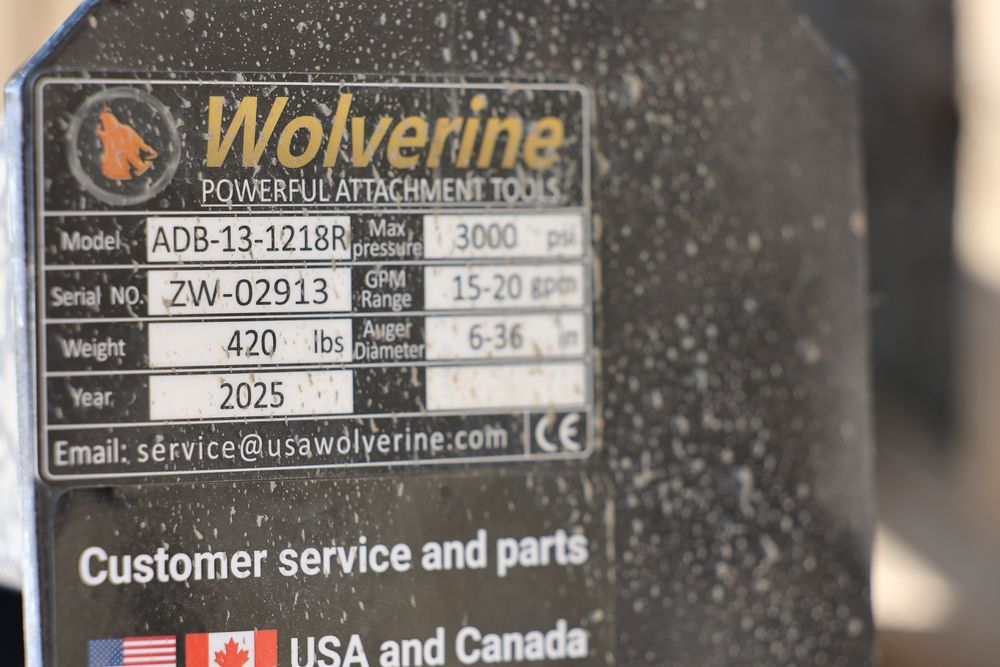 Wolverine
POWERFUL ATTACHMENT TOOLS
Model ADB-13-1218R Max pressure 3000 psi
Serial NO. ZW-02913 GPM Range 15-20 gpm
Weight 420 lbs Auger Diameter 6-36 in
Year 2025
Email: service@usawolverine.com CE
Customer service and parts
USA and Canada